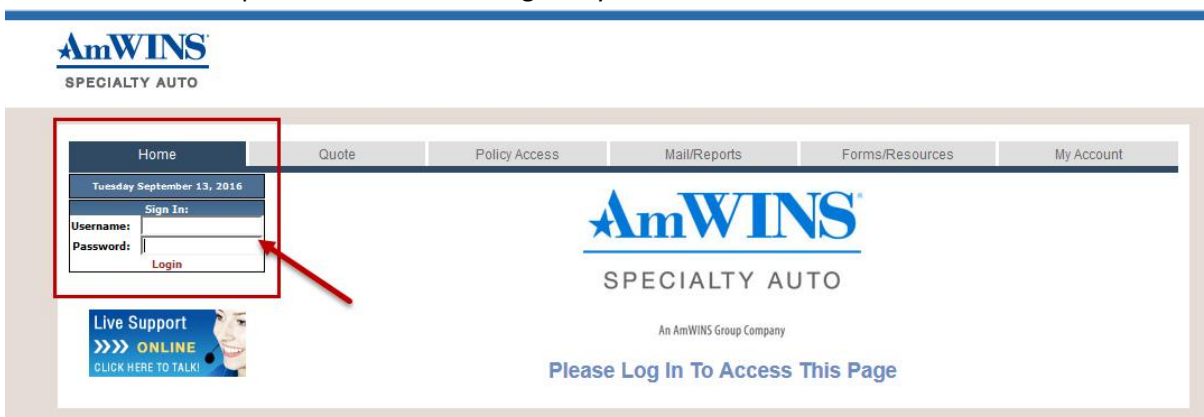 AmWINS
SPECIALTY AUTO
Home Quote Policy Access Mail/Reports Forms/Resources My Account
Tuesday September 13, 2016
Sign In:
Username:
Password:
Login
AmWINS
SPECIALTY AUTO
An AmWINS Group Company
Please Log In To Access This Page
Live Support
»»» ONLINE
CLICK HERE TO TALK!